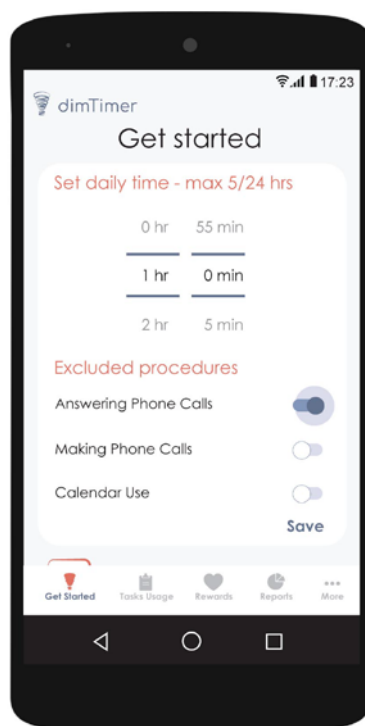 17:23
dimTimer
Get started
Set daily time - max 5/24 hrs
0 hr 55 min
1 hr 0 min
2 hr 5 min
Excluded procedures
Answering Phone Calls
Making Phone Calls
Calendar Use
Save
Get Started Tasks Usage Rewards Reports More